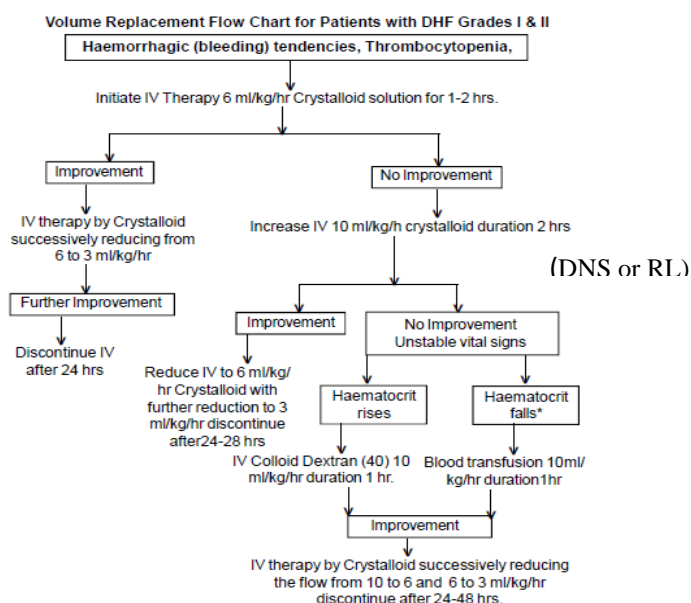 Volume Replacement Flow Chart for Patients with DHF Grades I & II
Haemorrhagic (bleeding) tendencies, Thrombocytopenia,
Initiate IV Therapy 6 ml/kg/hr Crystalloid solution for 1-2 hrs.
Improvement
No Improvement
IV therapy by Crystalloid
successively reducing from
6 to 3 ml/kg/hr
Increase IV 10 ml/kg/h crystalloid duration 2 hrs
(DNS or RL)
Further Improvement
Discontinue IV
after 24 hrs
Improvement
No Improvement
Unstable vital signs
Reduce IV to 6 ml/kg/
hr Crystalloid with
further reduction to 3
ml/kg/hr discontinue
after24-28 hrs
Haematocrit
rises
Haematocrit
falls*
IV Colloid Dextran (40) 10
ml/kg/hr duration 1 hr.
Blood transfusion 10ml/
kg/hr duration1hr
Improvement
IV therapy by Crystalloid successively reducing
the flow from 10 to 6 and 6 to 3 ml/kg/hr
discontinue after 24-48 hrs.